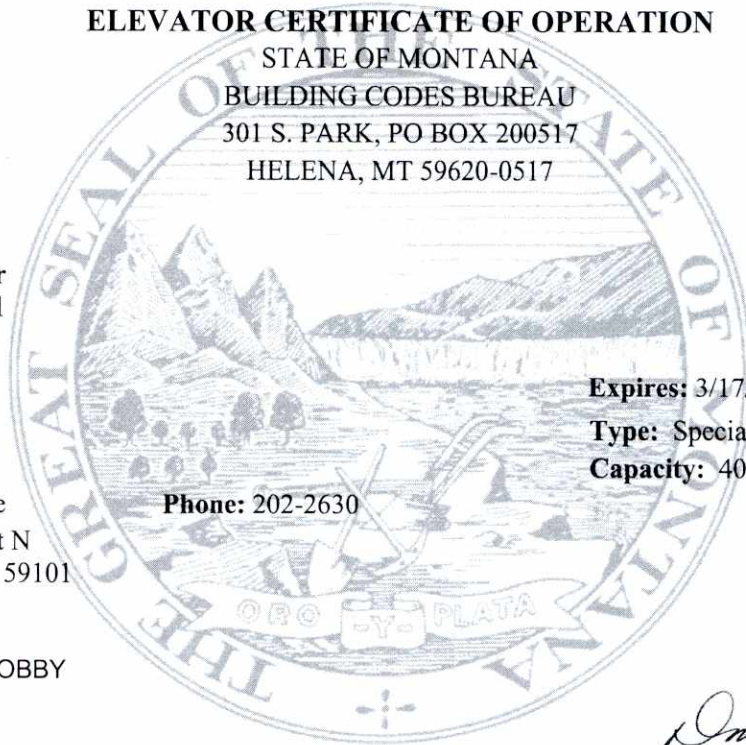 ELEVATOR CERTIFICATE OF OPERATION
STATE OF MONTANA
BUILDING CODES BUREAU
301 S. PARK, PO BOX 200517
HELENA, MT 59620-0517
THE GREAT SEAL OF THE STATE OF MONTANA
Expires: 3/17
Type: Specia
Capacity: 40
Phone: 202-2630
t N
59101
ORO -Y- PLATA
OBBY